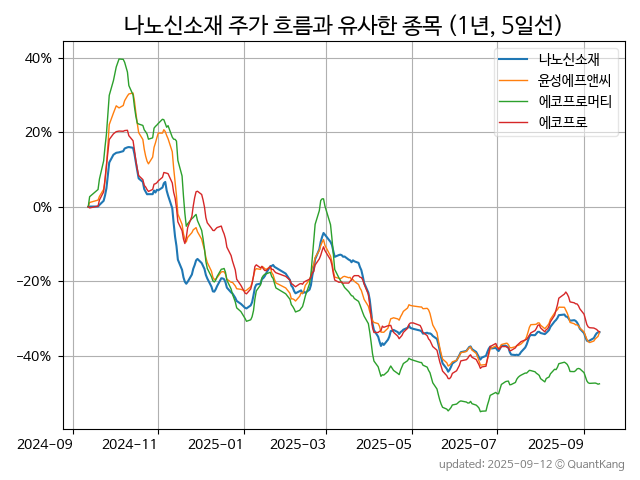 나노신소재 주가 흐름과 유사한 종목 (1년, 5일선)
나노신소재
윤성에프앤씨
에코프로머티
에코프로
40%
20%
0%
−20%
−40%
2024-09 2024-11 2025-01 2025-03 2025-05 2025-07 2025-09
updated: 2025-09-12 © QuantKang